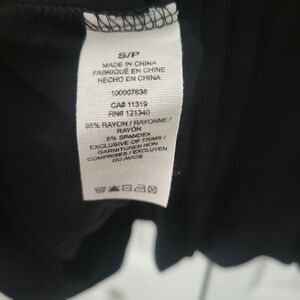 S/P
MADE IN CHINA
FABRIQUÉ EN CHINE
HECHO EN CHINA
100007836
CA# 11319
RN# 121340
95% RAYON / RAYONNE /
RAYON
5% SPANDEX
EXCLUSIVE OF TRIMS /
GARNITURES NON
COMPRISES / EXCLUYEN
DO AVIOS